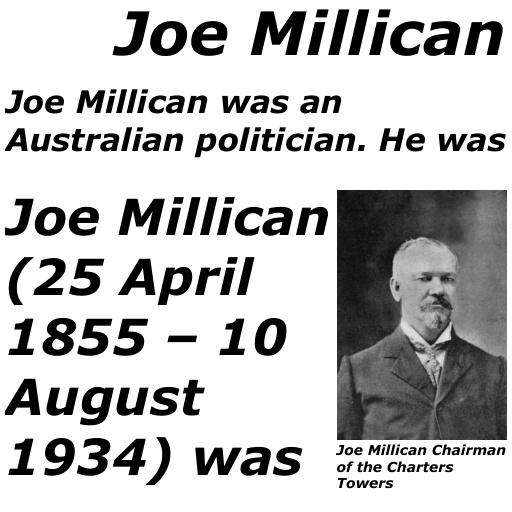 Joe Millican
Joe Millican was an
Australian politician. He was
Joe Millican
(25 April
1855 – 10
August
1934) was
Joe Millican Chairman
of the Charters
Towers